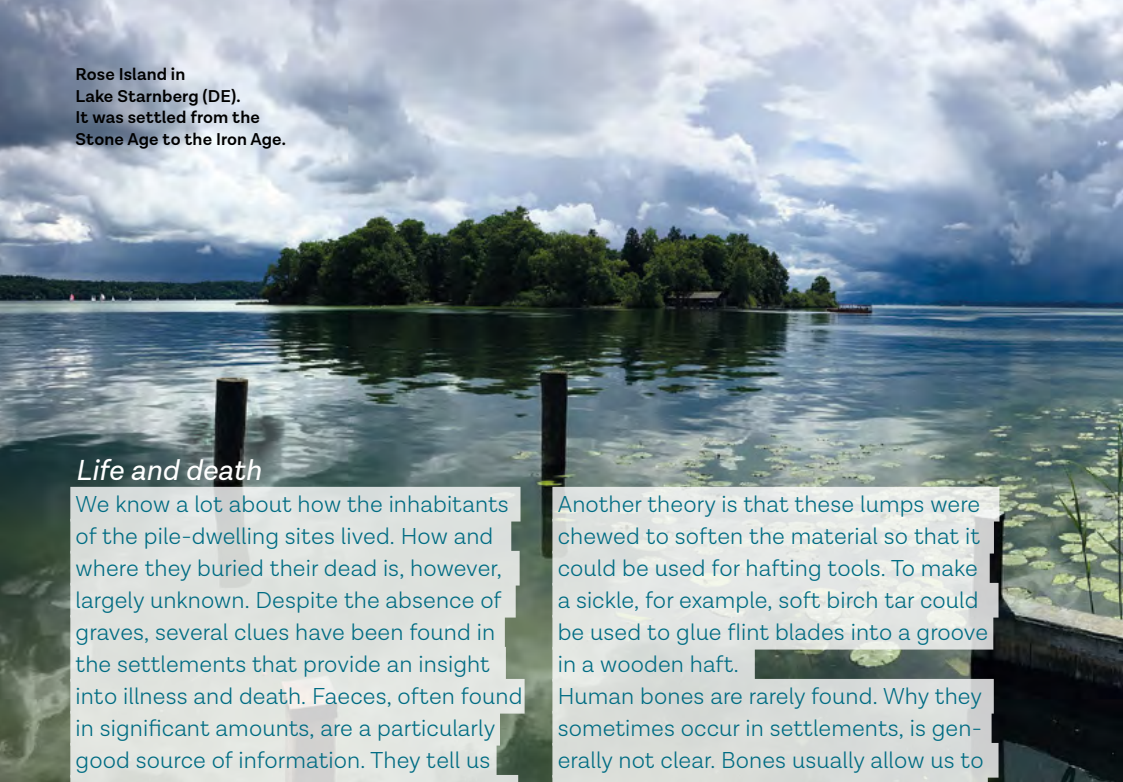 Rose Island in
Lake Starnberg (DE).
It was settled from the
Stone Age to the Iron Age.
Life and death
We know a lot about how the inhabitants
of the pile-dwelling sites lived. How and
where they buried their dead is, however,
largely unknown. Despite the absence of
graves, several clues have been found in
the settlements that provide an insight
into illness and death. Faeces, often found
in significant amounts, are a particularly
good source of information. They tell us
Another theory is that these lumps were
chewed to soften the material so that it
could be used for hafting tools. To make
a sickle, for example, soft birch tar could
be used to glue flint blades into a groove
in a wooden haft.
Human bones are rarely found. Why they
sometimes occur in settlements, is gen-
erally not clear. Bones usually allow us to